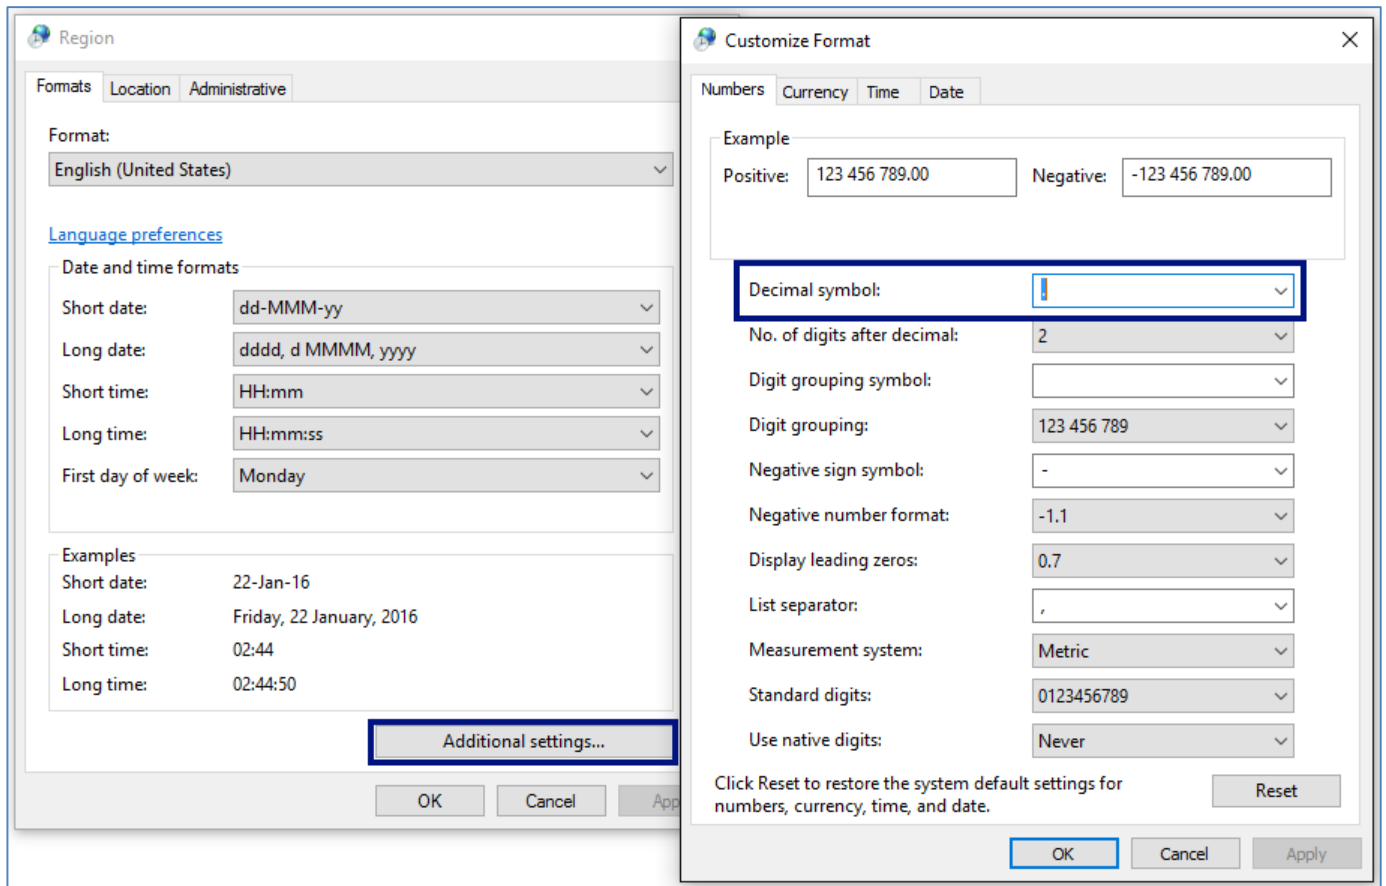 Region
Formats Location Administrative
Format:
English (United States)
Language preferences
Date and time formats
Short date: dd-MMM-yy
Long date: dddd, d MMMM, yyyy
Short time: HH:mm
Long time: HH:mm:ss
First day of week: Monday
Examples
Short date: 22-Jan-16
Long date: Friday, 22 January, 2016
Short time: 02:44
Long time: 02:44:50
Additional settings...
OK Cancel App
Customize Format
Numbers Currency Time Date
Example
Positive: 123 456 789.00 Negative: -123 456 789.00
Decimal symbol: .
No. of digits after decimal: 2
Digit grouping symbol:
Digit grouping: 123 456 789
Negative sign symbol: -
Negative number format: -1.1
Display leading zeros: 0.7
List separator: ,
Measurement system: Metric
Standard digits: 0123456789
Use native digits: Never
Click Reset to restore the system default settings for
numbers, currency, time, and date.
Reset
OK Cancel Apply